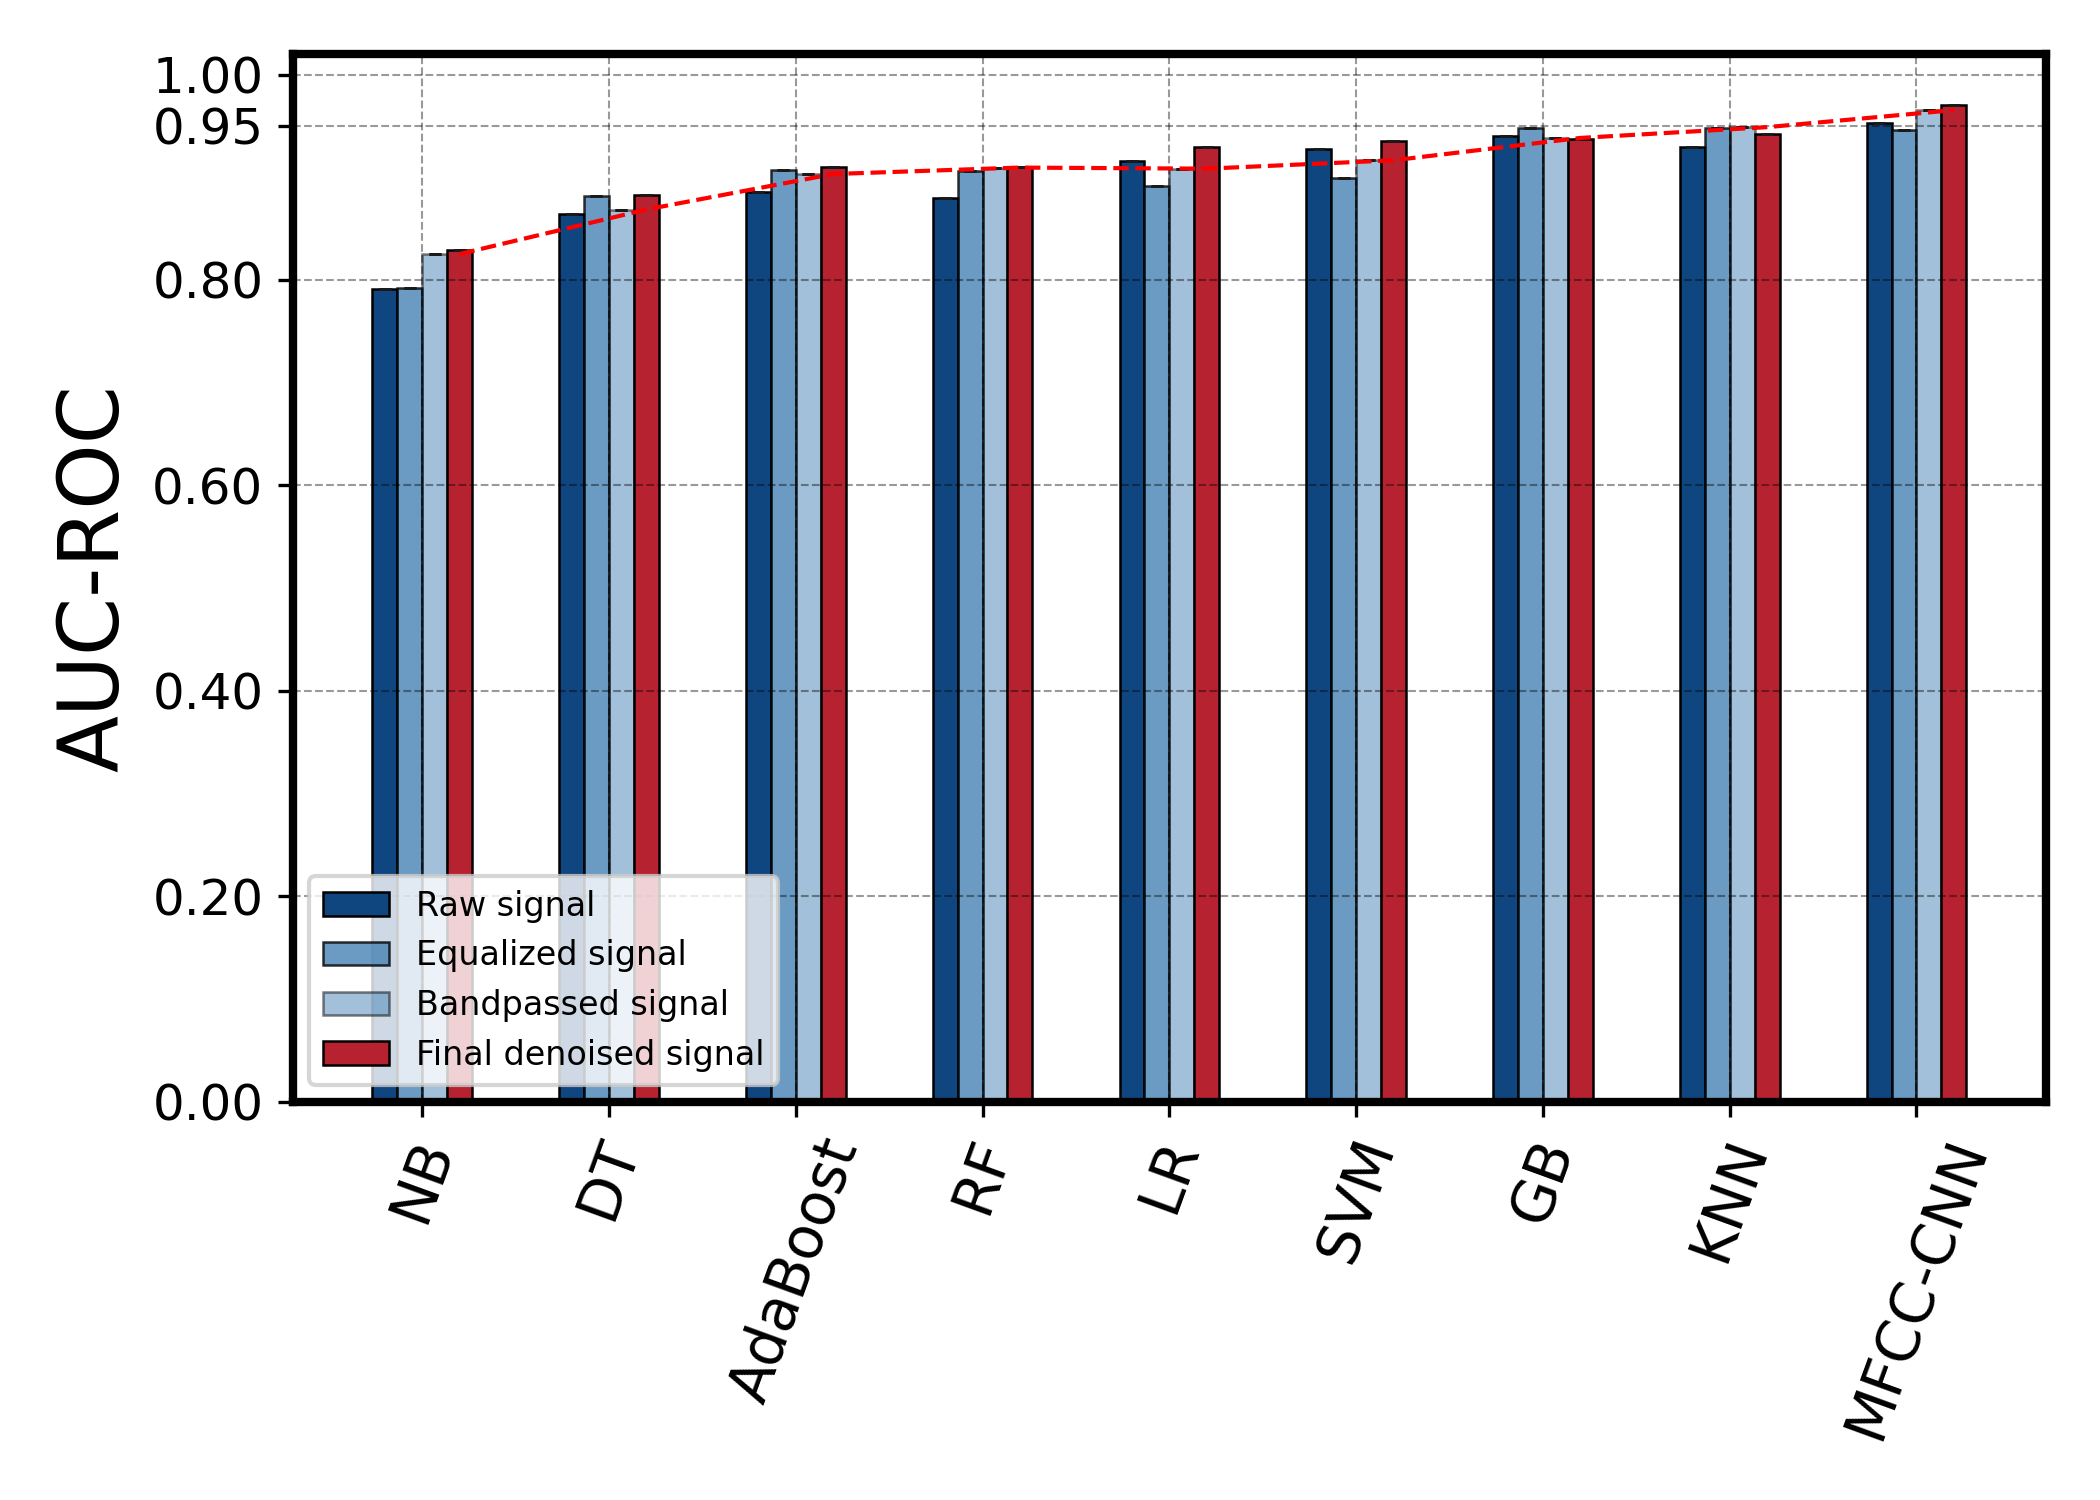 AUC-ROC
1.00
0.95
0.80
0.60
0.40
0.20
0.00
Raw signal
Equalized signal
Bandpassed signal
Final denoised signal
NB
DT
AdaBoost
RF
LR
SVM
GB
KNN
MFCC-CNN